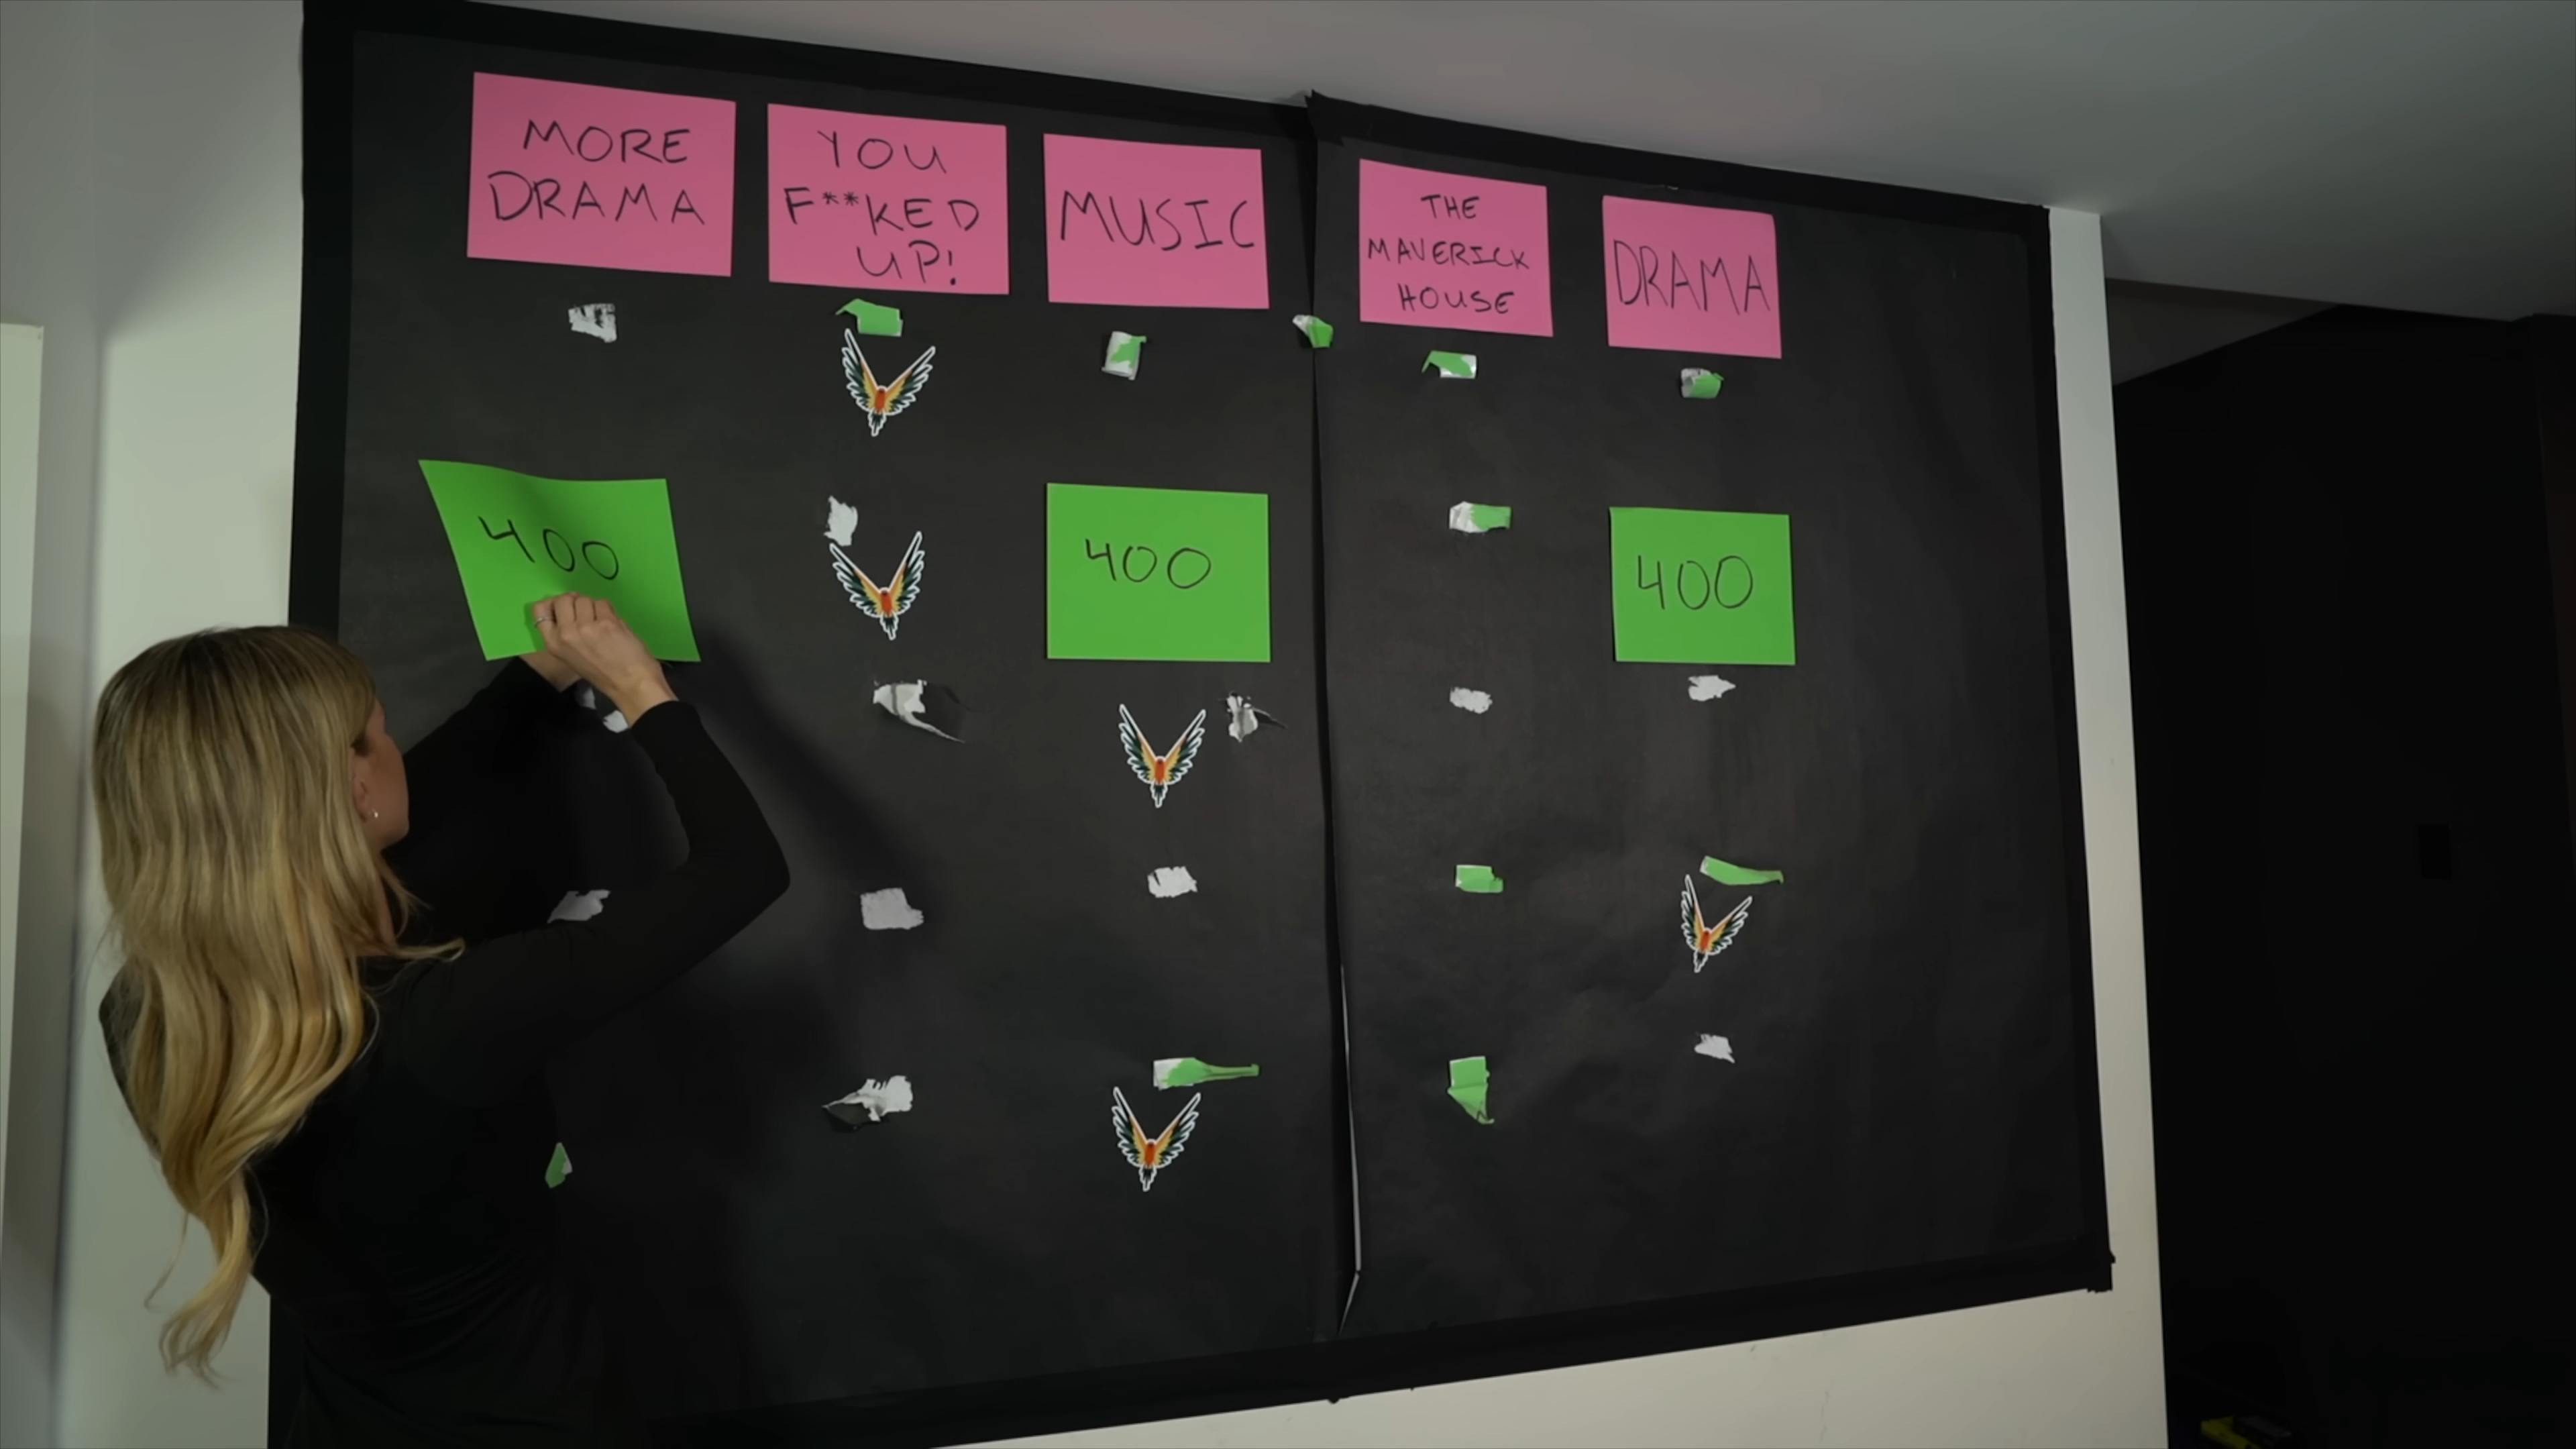 MORE
DRAMA
YOU
F**KED
UP!
MUSIC
THE
MAVERICK
HOUSE
DRAMA
400
400
400